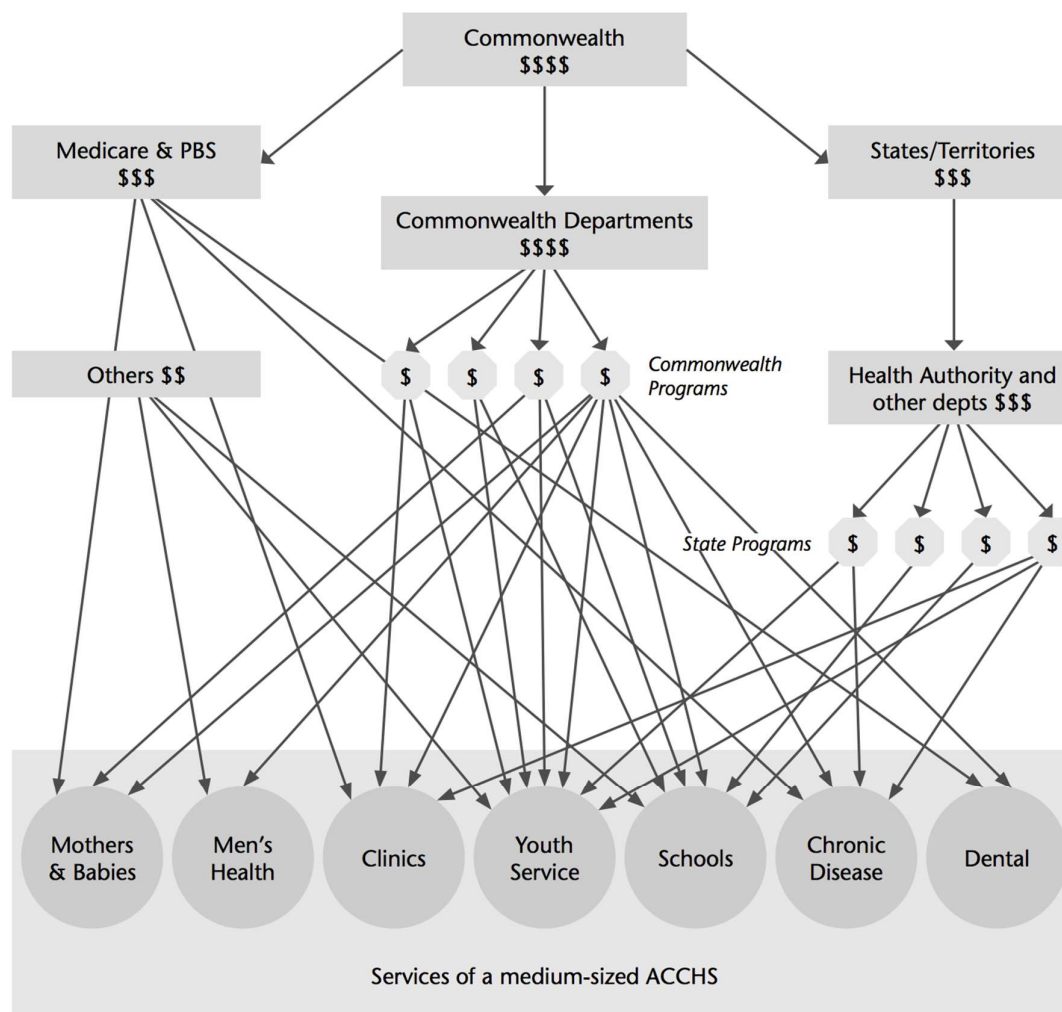 Commonwealth
$$$$
Medicare & PBS
$$$
States/Territories
$$$
Commonwealth Departments
$$$$
Others $$
$
$
$
$
Commonwealth
Programs
Health Authority and
other depts $$$
State Programs
$
$
$
$
Mothers
& Babies
Men's
Health
Clinics
Youth
Service
Schools
Chronic
Disease
Dental
Services of a medium-sized ACCHS